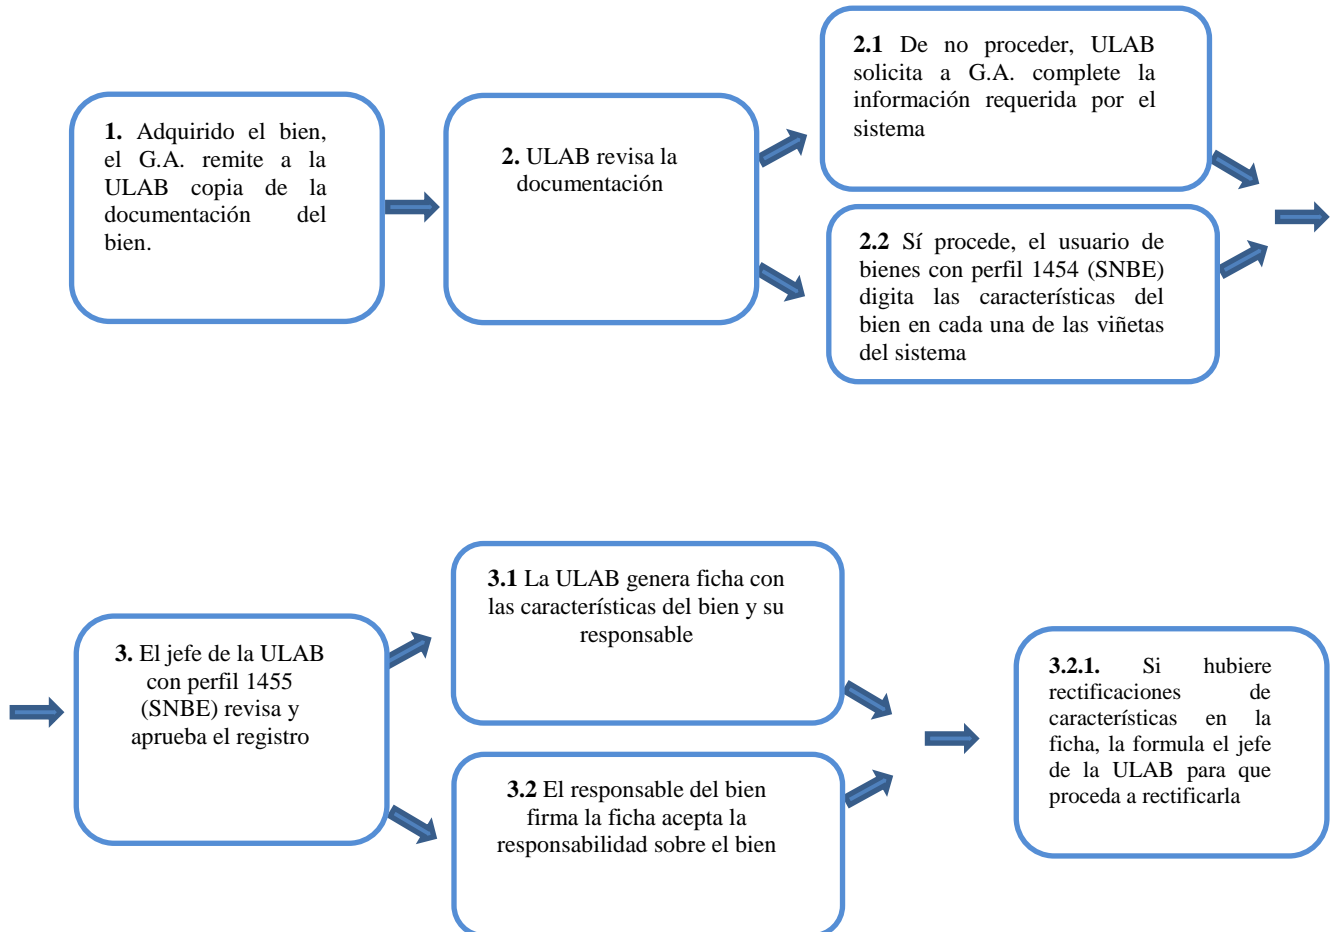 1. Adquirido el bien,
el G.A. remite a la
ULAB copia de la
documentación del
bien.
2. ULAB revisa la
documentación
2.1 De no proceder, ULAB
solicita a G.A. complete la
información requerida por el
sistema
2.2 Sí procede, el usuario de
bienes con perfil 1454 (SNBE)
digita las características del
bien en cada una de las viñetas
del sistema
3. El jefe de la ULAB
con perfil 1455
(SNBE) revisa y
aprueba el registro
3.1 La ULAB genera ficha con
las características del bien y su
responsable
3.2 El responsable del bien
firma la ficha acepta la
responsabilidad sobre el bien
3.2.1. Si hubiere
rectificaciones de
características en la
ficha, la formula el jefe
de la ULAB para que
proceda a rectificarla